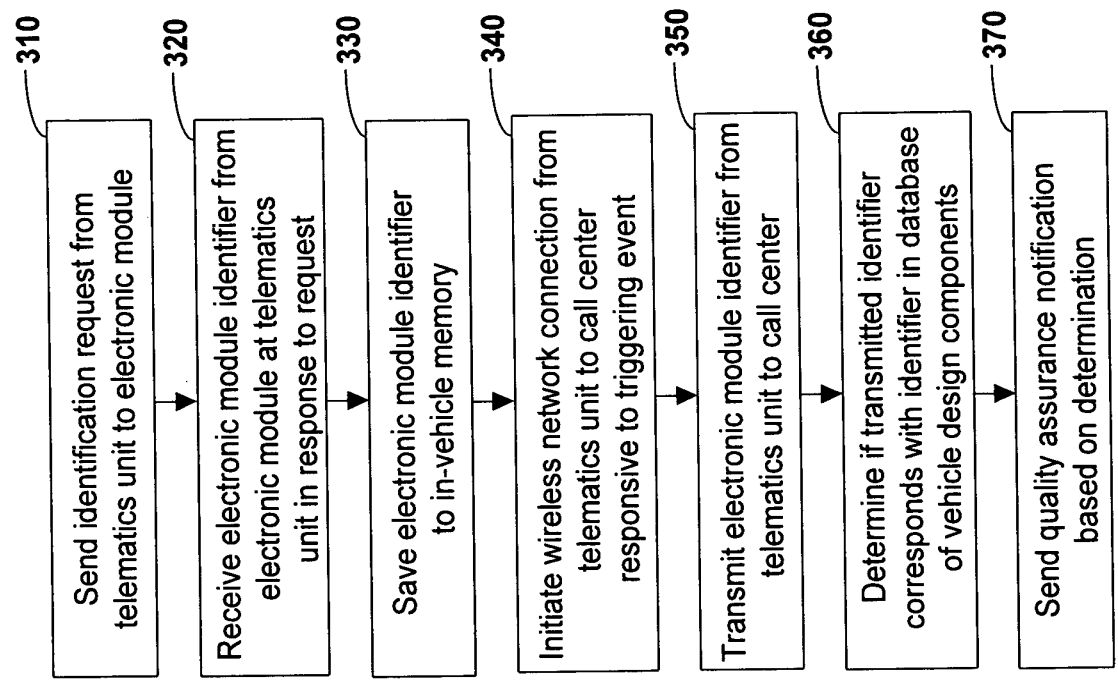 310
Send identification request from
telematics unit to electronic module
320
Receive electronic module identifier from
electronic module at telematics
unit in response to request
330
Save electronic module identifier
to in-vehicle memory
340
Initiate wireless network connection from
telematics unit to call center
responsive to triggering event
350
Transmit electronic module identifier from
telematics unit to call center
360
Determine if transmitted identifier
corresponds with identifier in database
of vehicle design components
370
Send quality assurance notification
based on determination